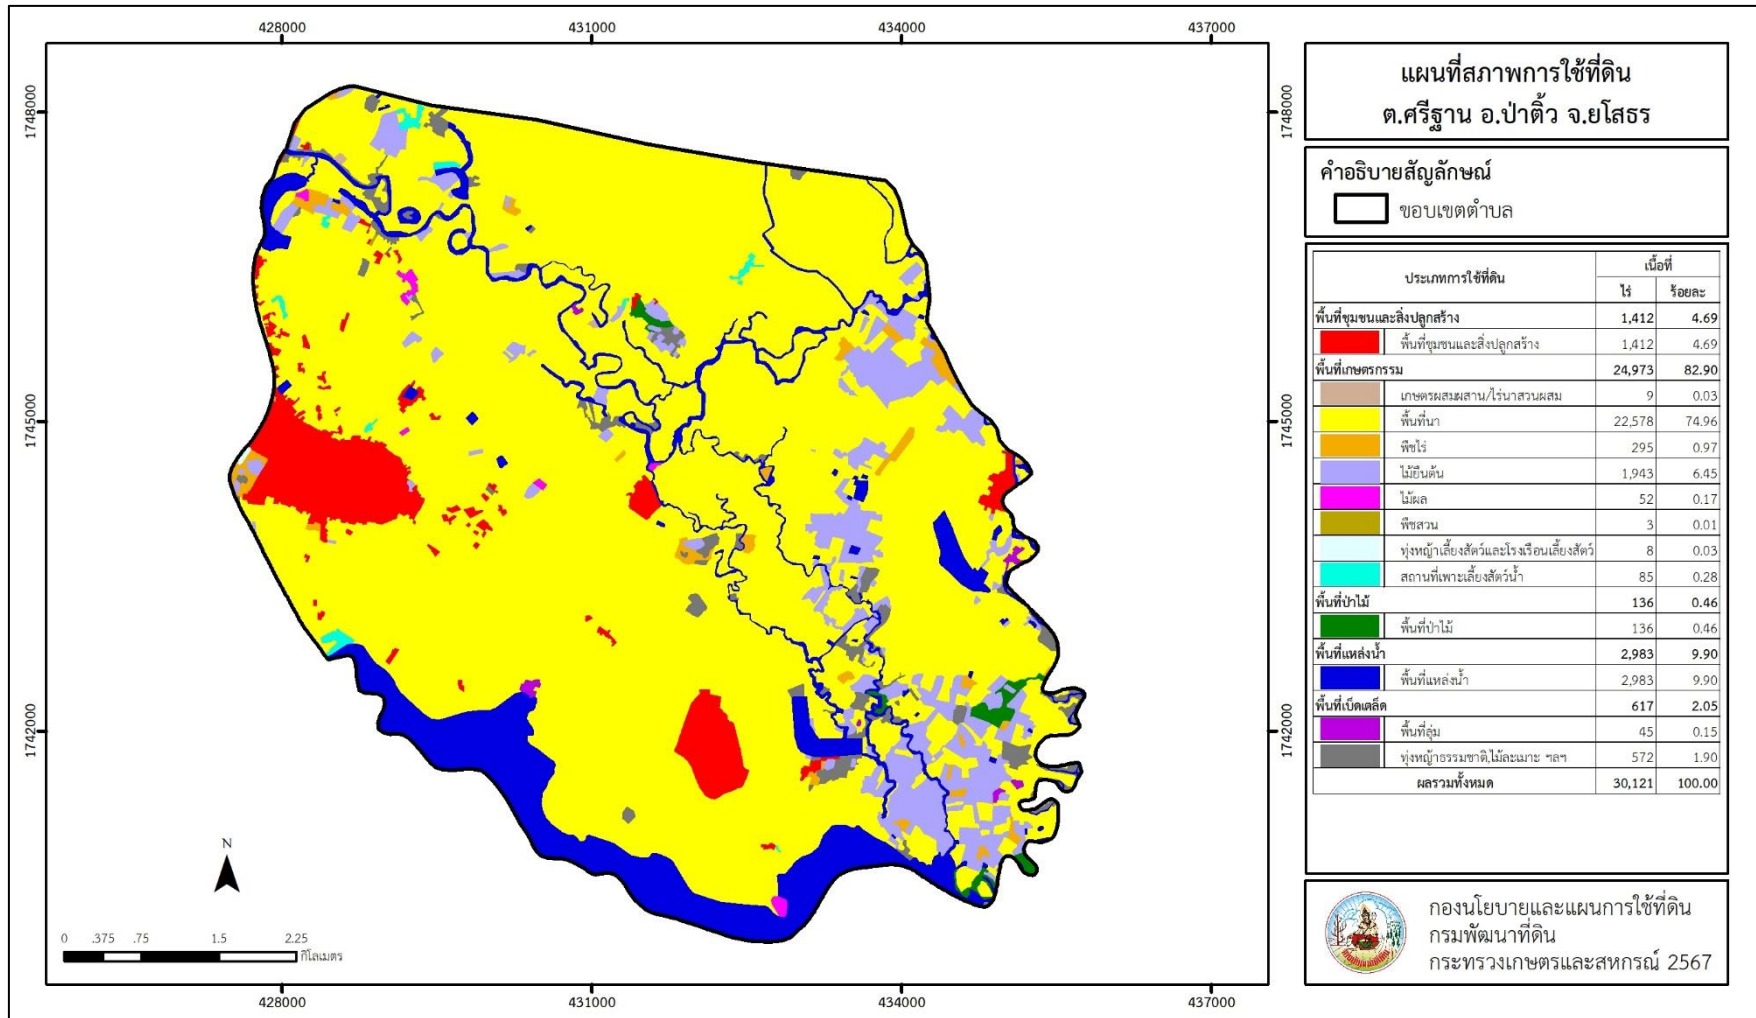 428000
431000
434000
437000
1748000
1748000
1745000
1745000
1742000
1742000
428000
431000
434000
437000
N
0 .375 .75 1.5 2.25
กิโลเมตร
แผนที่สภาพการใช้ที่ดิน
ต.ศรีฐาน อ.ป่าติ้ว จ.ยโสธร
คำอธิบายสัญลักษณ์
ขอบเขตตำบล
ประเภทการใช้ที่ดิน เนื้อที่
ไร่ ร้อยละ
พื้นที่ชุมชนและสิ่งปลูกสร้าง 1,412 4.69
พื้นที่ชุมชนและสิ่งปลูกสร้าง 1,412 4.69
พื้นที่เกษตรกรรม 24,973 82.90
เกษตรผสมผสาน/ไร่นาสวนผสม 9 0.03
พื้นที่นา 22,578 74.96
พืชไร่ 295 0.97
ไม้ยืนต้น 1,943 6.45
ไม้ผล 52 0.17
พืชสวน 3 0.01
ทุ่งหญ้าเลี้ยงสัตว์และโรงเรือนเลี้ยงสัตว์ 8 0.03
สถานที่เพาะเลี้ยงสัตว์น้ำ 85 0.28
พื้นที่ป่าไม้ 136 0.46
พื้นที่ป่าไม้ 136 0.46
พื้นที่แหล่งน้ำ 2,983 9.90
พื้นที่แหล่งน้ำ 2,983 9.90
พื้นที่เบ็ดเตล็ด 617 2.05
พื้นที่ลุ่ม 45 0.15
ทุ่งหญ้าธรรมชาติ,ไม้ละเมาะ ฯลฯ 572 1.90
ผลรวมทั้งหมด 30,121 100.00
กองนโยบายและแผนการใช้ที่ดิน
กรมพัฒนาที่ดิน
กระทรวงเกษตรและสหกรณ์ 2567